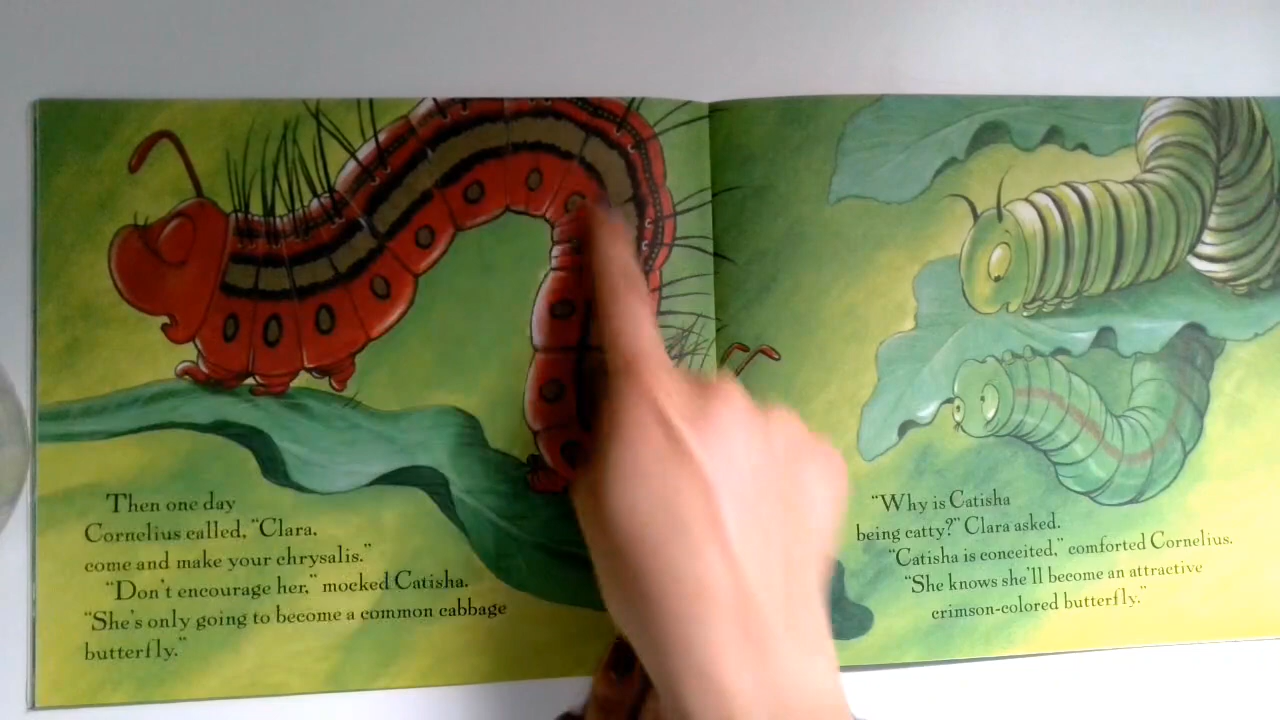 Then one day
Cornelius called, "Clara,
come and make your chrysalis."
"Don't encourage her," mocked Catisha.
"She's only going to become a common cabbage
butterfly."
"Why is Catisha
being catty?" Clara asked.
"Catisha is conceited," comforted Cornelius.
"She knows she'll become an attractive
crimson-colored butterfly."